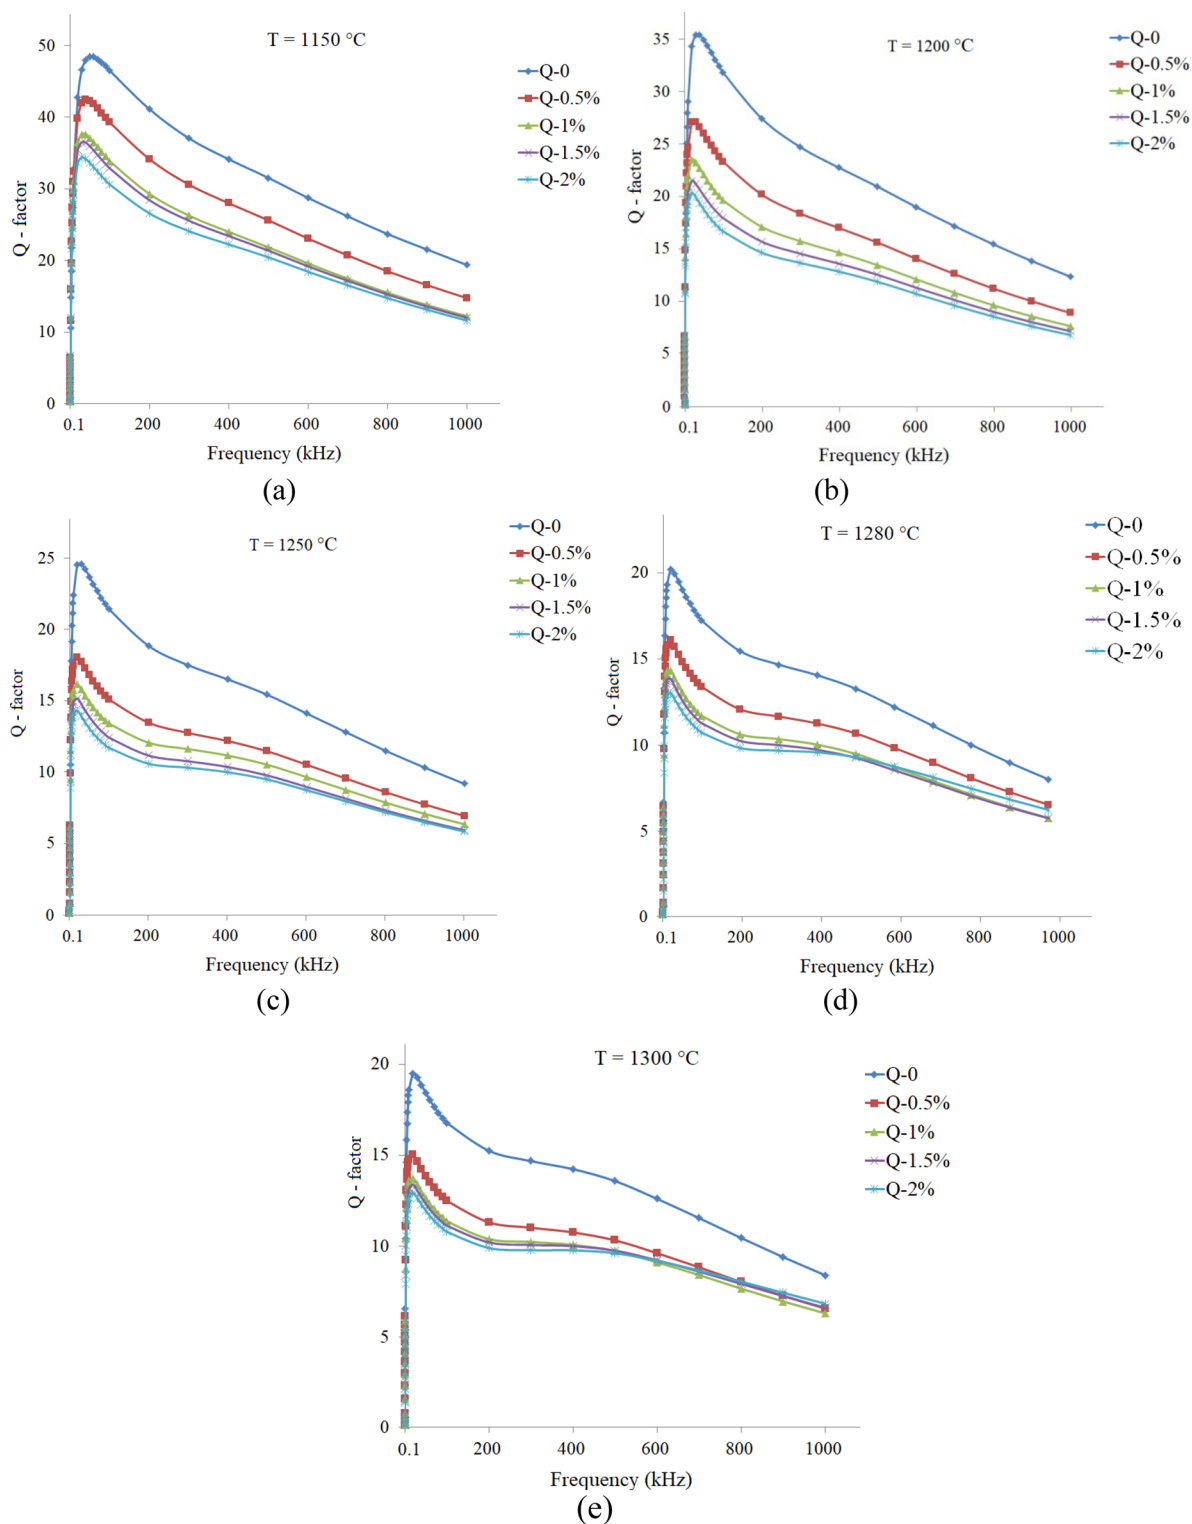 T = 1150 °C
50
40
30
20
10
0
Q - factor
0.1 200 400 600 800 1000
Frequency (kHz)
Q-0
Q-0.5%
Q-1%
Q-1.5%
Q-2%
(a)
T = 1200 °C
35
30
25
20
15
10
5
0
Q - factor
0.1 200 400 600 800 1000
Frequency (kHz)
Q-0
Q-0.5%
Q-1%
Q-1.5%
Q-2%
(b)
T = 1250 °C
25
20
15
10
5
0
Q - factor
0.1 200 400 600 800 1000
Frequency (kHz)
Q-0
Q-0.5%
Q-1%
Q-1.5%
Q-2%
(c)
T = 1280 °C
20
15
10
5
0
Q - factor
0.1 200 400 600 800 1000
Frequency (kHz)
Q-0
Q-0.5%
Q-1%
Q-1.5%
Q-2%
(d)
T = 1300 °C
20
15
10
5
0
Q - factor
0.1 200 400 600 800 1000
Frequency (kHz)
Q-0
Q-0.5%
Q-1%
Q-1.5%
Q-2%
(e)